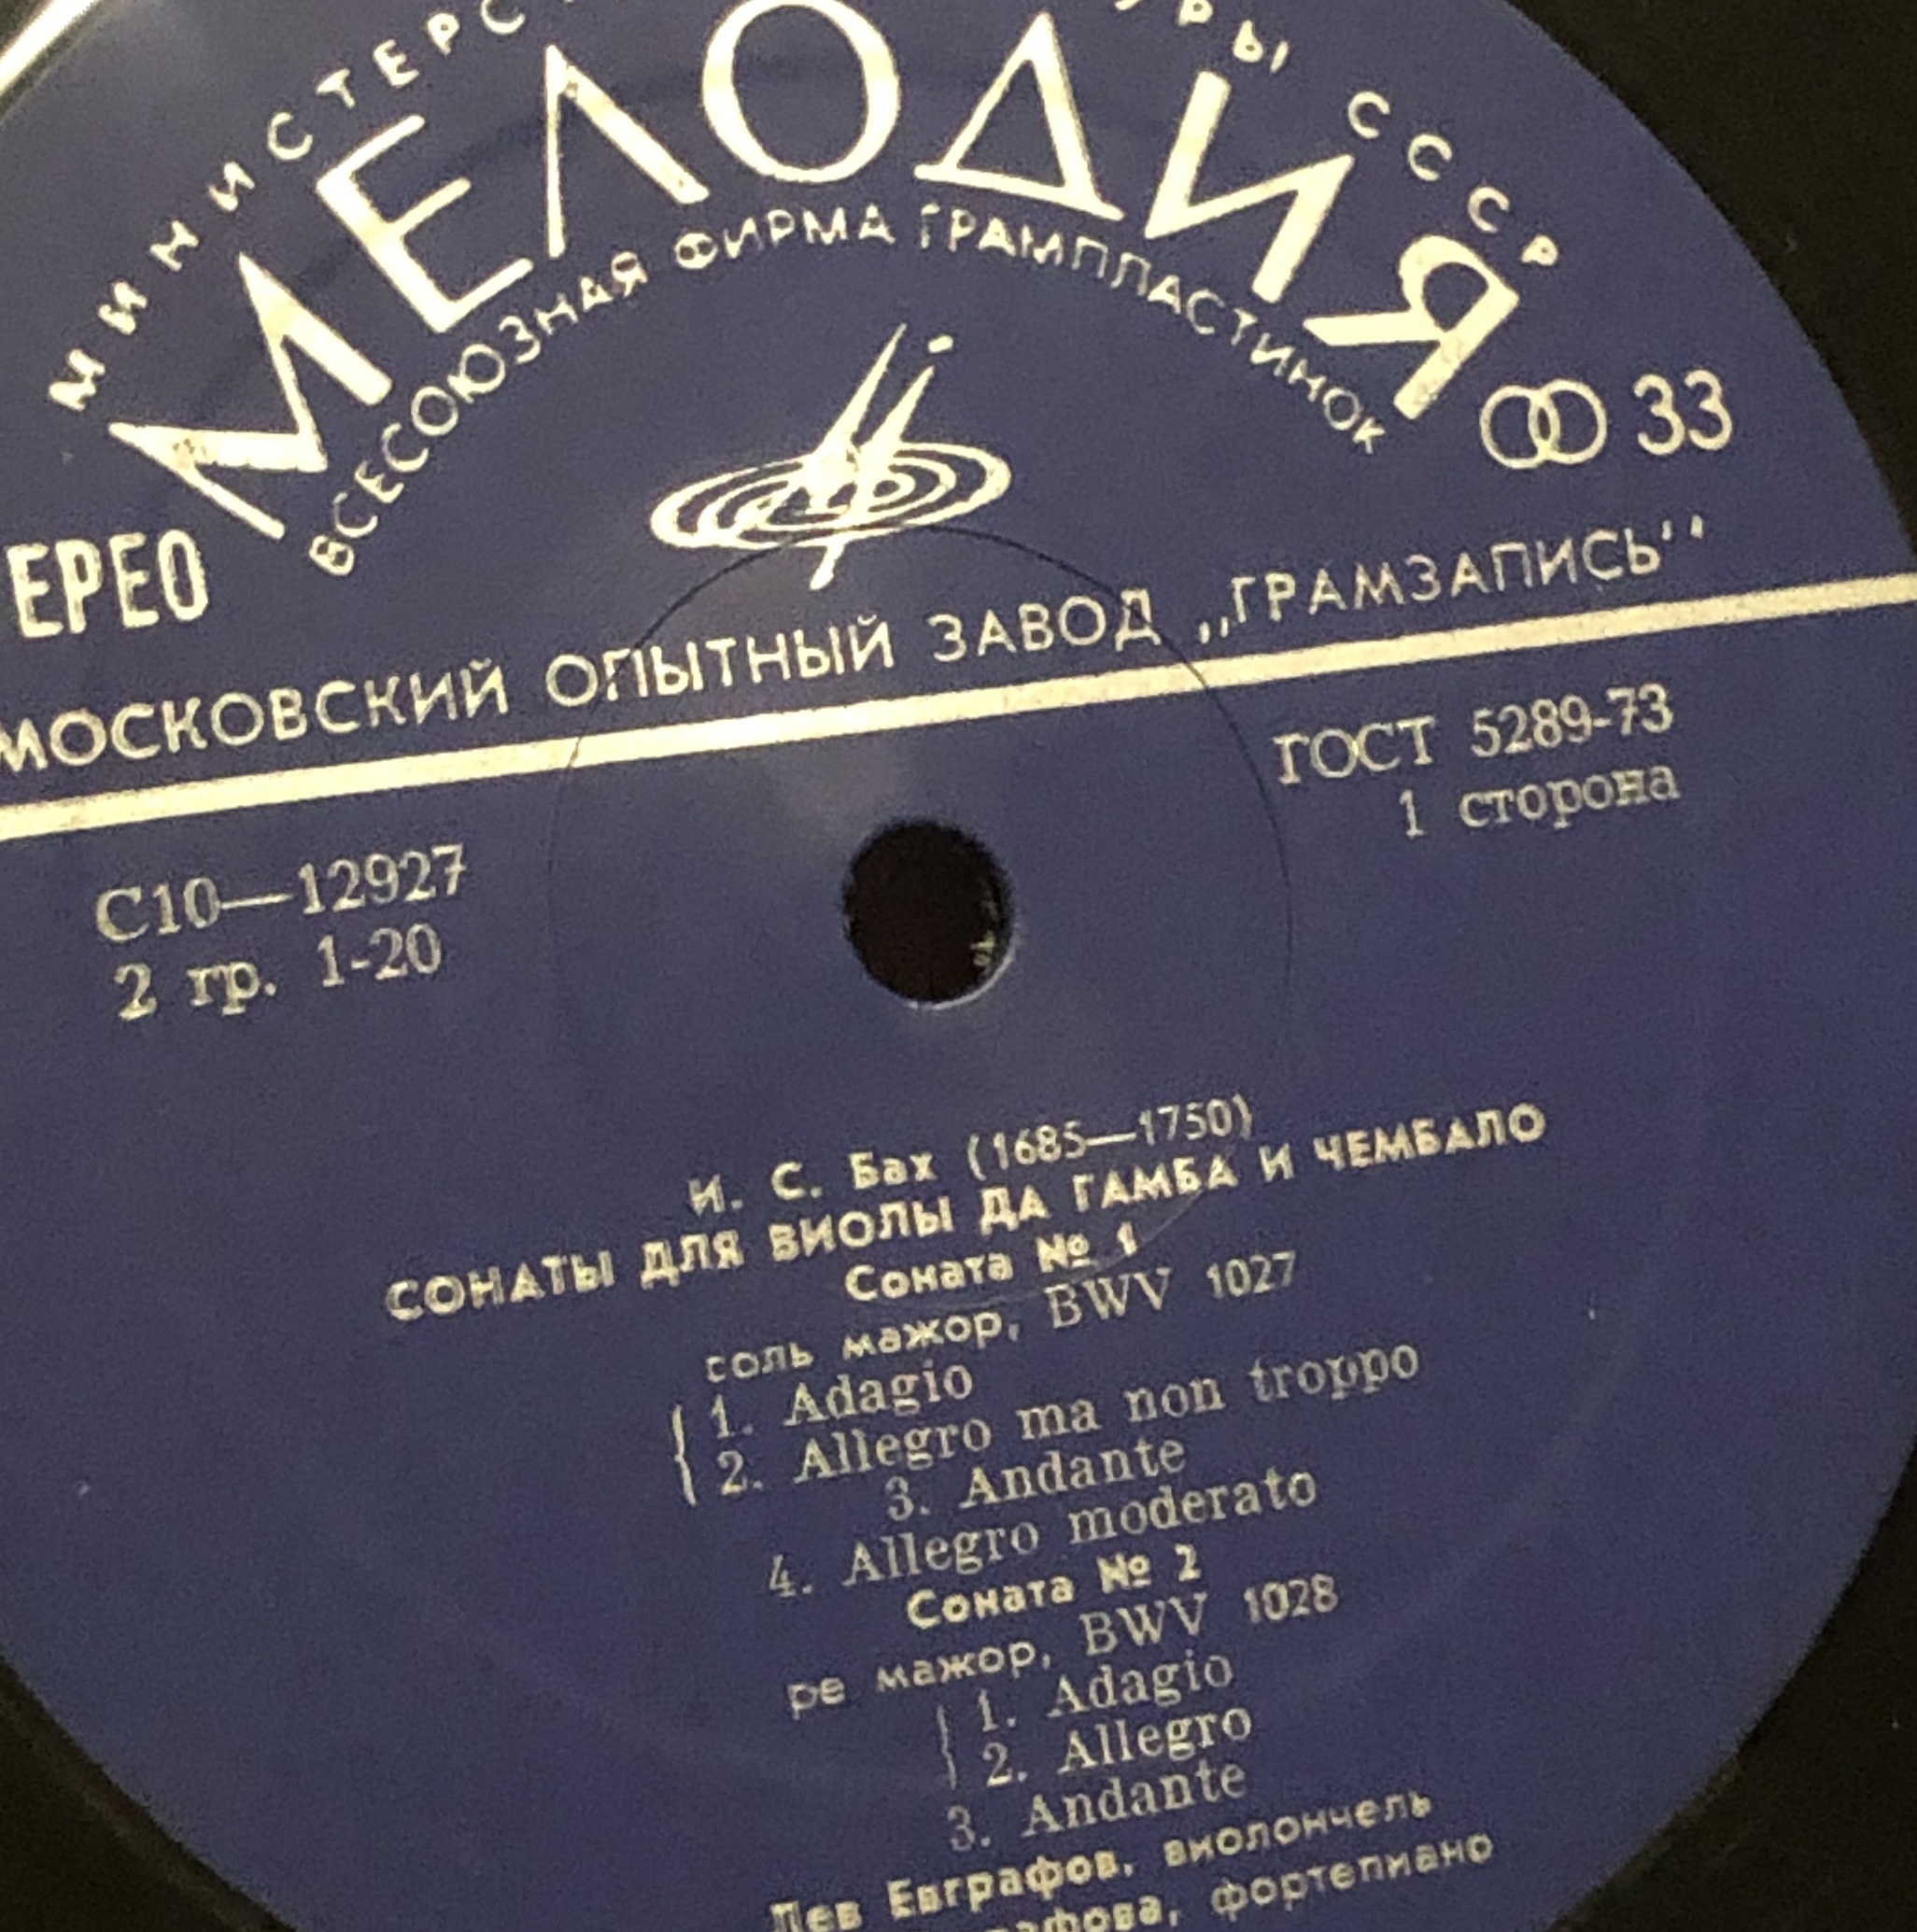 СССР
МЕЛОДИЯ
ВСЕСОЮЗНАЯ ФИРМА ГРАМПЛАСТИНОК
33
МОСКОВСКИЙ ОПЫТНЫЙ ЗАВОД „ГРАМЗАПИСЬ‘‘
ГОСТ 5289-73
1 сторона
С10—12927
2 гр. 1-20
И. С. Бах (1685—1750)
СОНАТЫ ДЛЯ ВИОЛЫ ДА ГАМБА И ЧЕМБАЛО
Соната № 1
соль мажор, BWV 1027
1. Adagio
2. Allegro ma non troppo
3. Andante
4. Allegro moderato
Соната № 2
ре мажор, BWV 1028
1. Adagio
2. Allegro
3. Andante
Лев Евграфов, виолончель
фортепиано